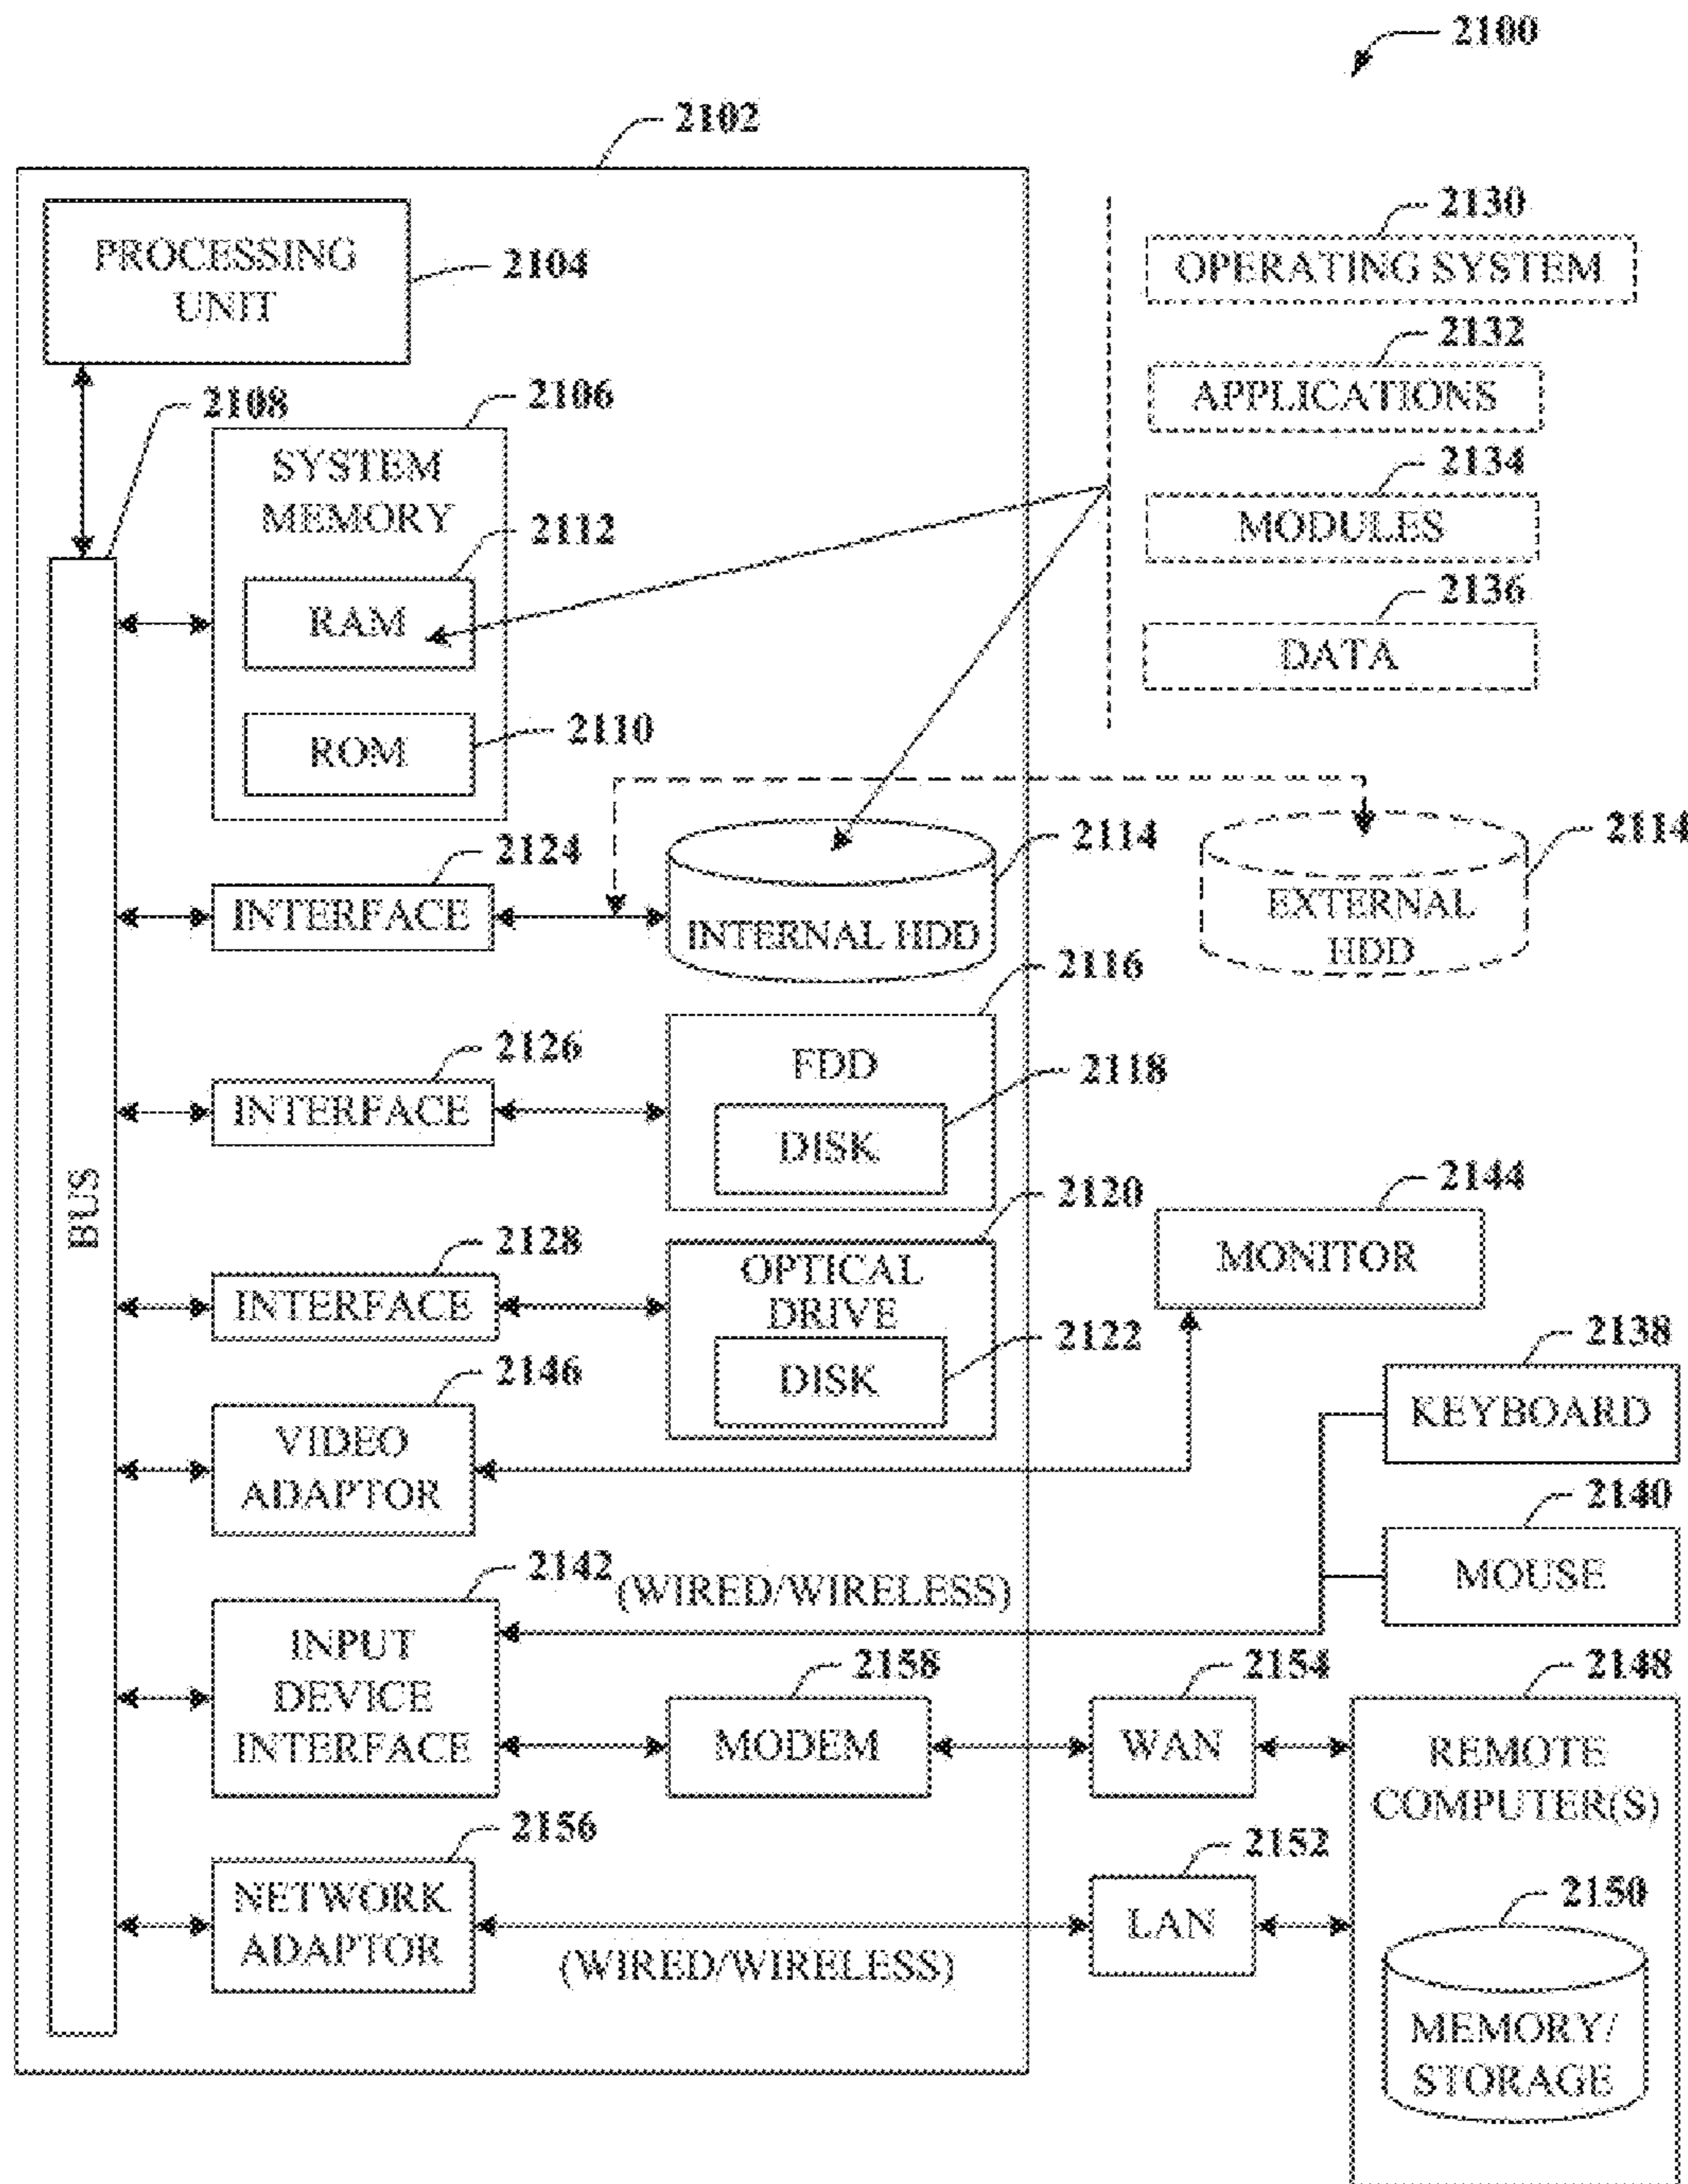 2100
2102
PROCESSING
UNIT
2104
2108
2106
SYSTEM
MEMORY
2112
RAM
ROM
2110
2130
OPERATING SYSTEM
2132
APPLICATIONS
2134
MODULES
2136
DATA
BUS
2124
INTERFACE
INTERNAL HDD
2114
EXTERNAL
HDD
2114
2126
INTERFACE
2116
FDD
2118
DISK
2128
INTERFACE
2120
OPTICAL
DRIVE
2122
DISK
2144
MONITOR
2146
VIDEO
ADAPTOR
2138
KEYBOARD
2140
MOUSE
2142
(WIRED/WIRELESS)
INPUT
DEVICE
INTERFACE
2158
MODEM
2154
WAN
2148
REMOTE
COMPUTER(S)
2156
NETWORK
ADAPTOR
(WIRED/WIRELESS)
2152
LAN
2150
MEMORY/
STORAGE